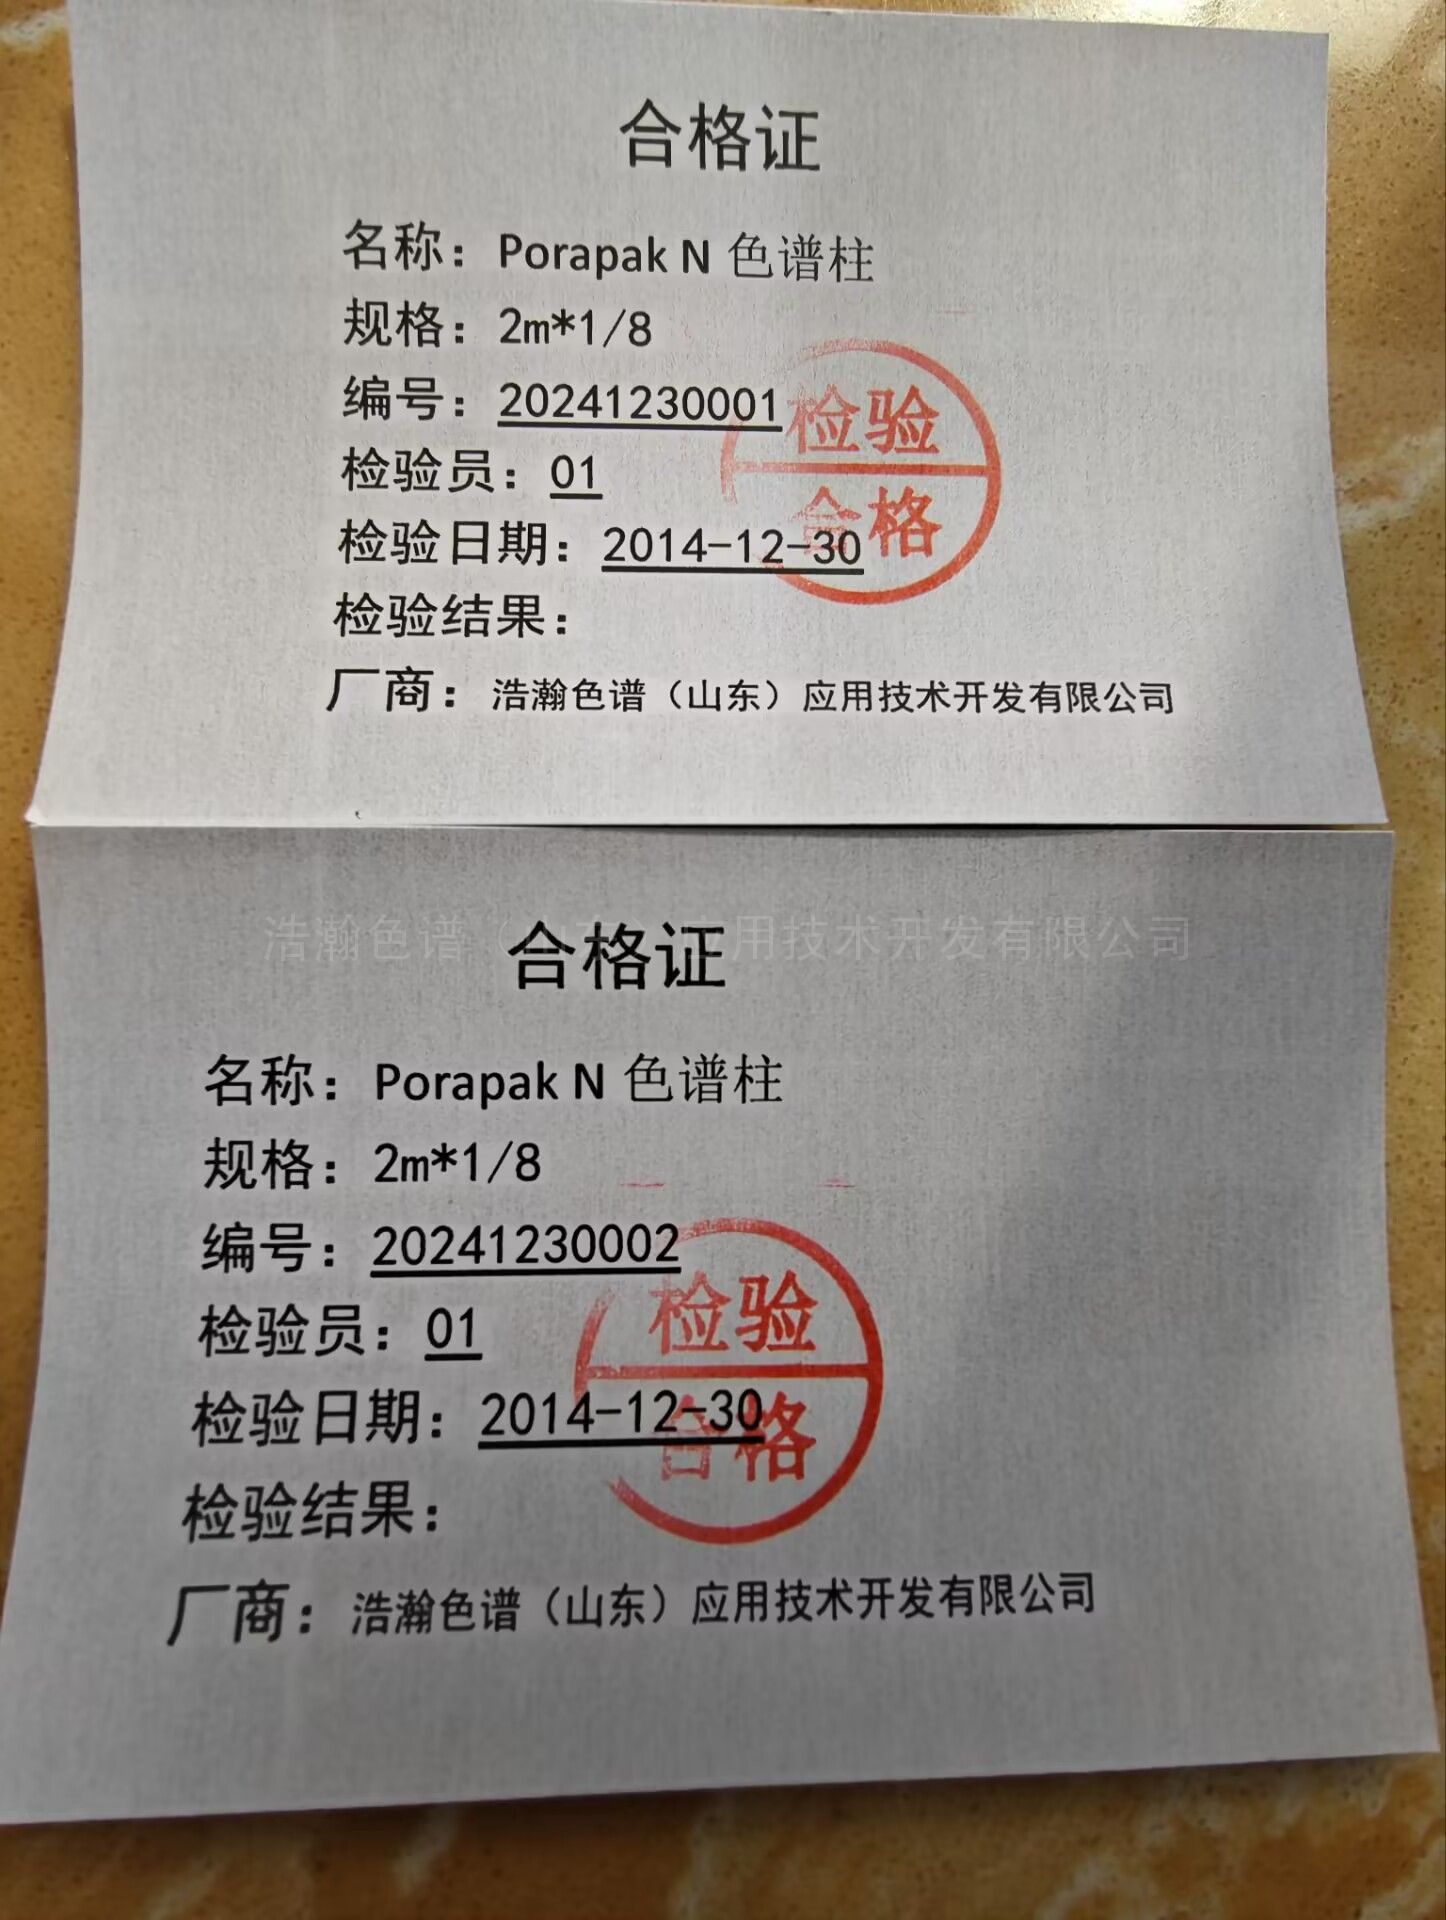 合格证
名称：Porapak N 色谱柱
规格：2m*1/8
编号：20241230001
检验员：01
检验日期：2014-12-30
检验结果：
厂商：浩瀚色谱（山东）应用技术开发有限公司
检验
合格
浩瀚色谱（山东）应用技术开发有限公司
合格证
名称：Porapak N 色谱柱
规格：2m*1/8
编号：20241230002
检验员：01
检验日期：2014-12-30
检验结果：
厂商：浩瀚色谱（山东）应用技术开发有限公司
检验
合格